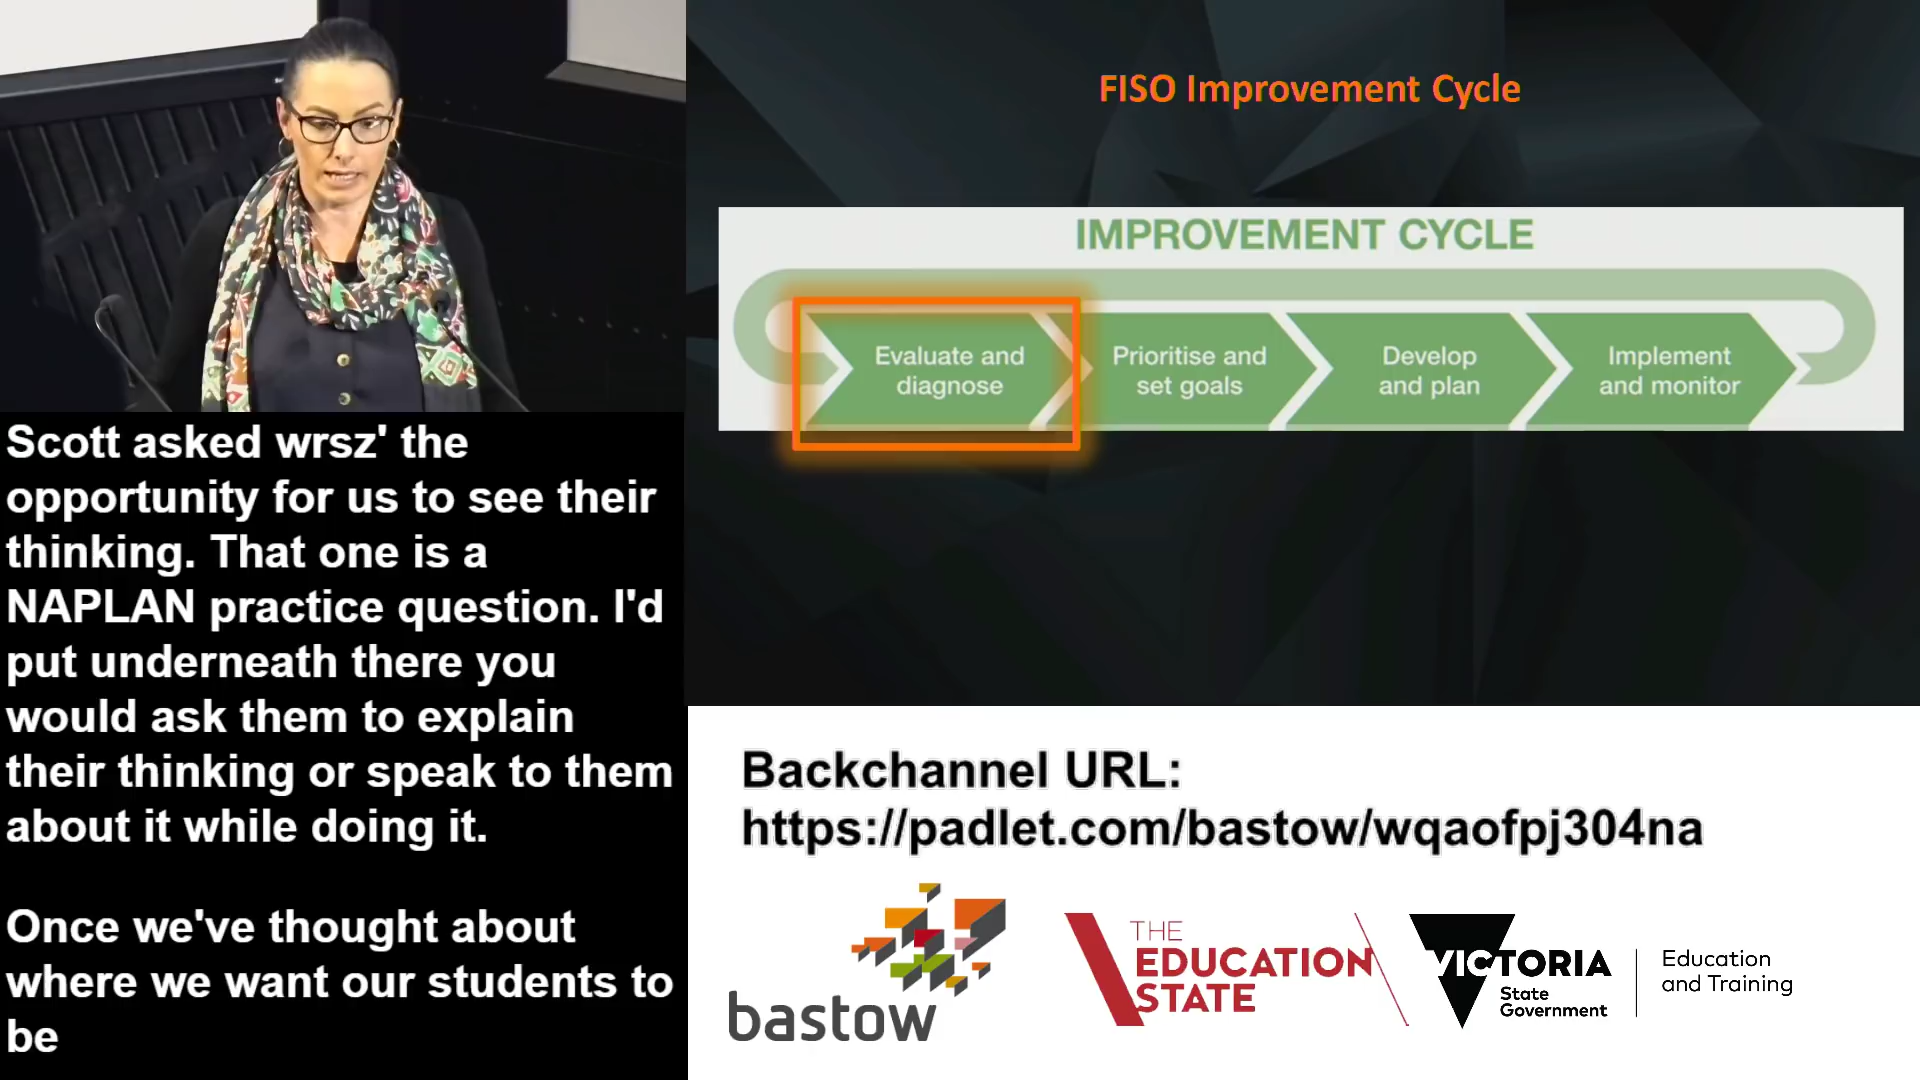 Scott asked wrsz' the
opportunity for us to see their
thinking. That one is a
NAPLAN practice question. I'd
put underneath there you
would ask them to explain
their thinking or speak to them
about it while doing it.
Once we've thought about
where we want our students to
be
FISO Improvement Cycle
IMPROVEMENT CYCLE
Evaluate and
diagnose
Prioritise and
set goals
Develop
and plan
Implement
and monitor
Backchannel URL:
https://padlet.com/bastow/wqaofpj304na
bastow
THE
EDUCATION
STATE
VICTORIA
State
Government
Education
and Training